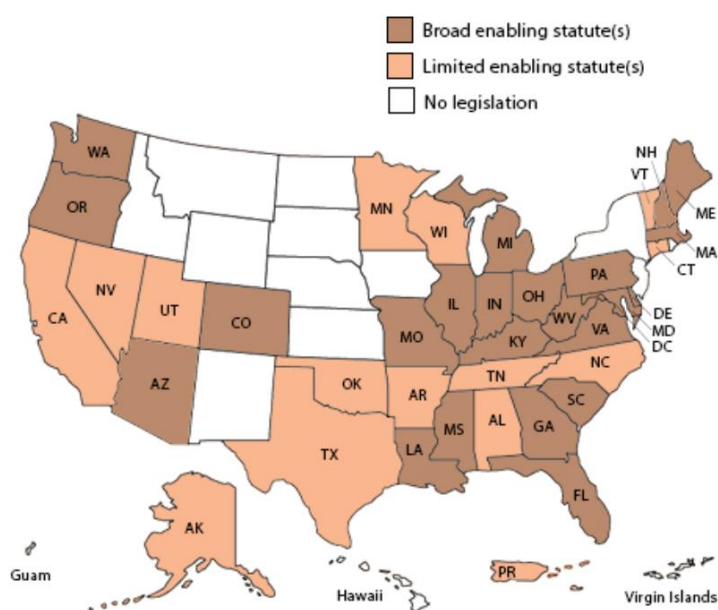 Broad enabling statute(s)
Limited enabling statute(s)
No legislation
NH
VT
WA
ME
OR
MN
WI
MI
MA
CT
NV
UT
CO
CA
IL
IN
OH
PA
WV
VA
DE
MD
DC
MO
KY
AZ
OK
AR
TN
NC
SC
MS
AL
GA
LA
TX
FL
AK
Guam
Hawaii
PR
Virgin Islands